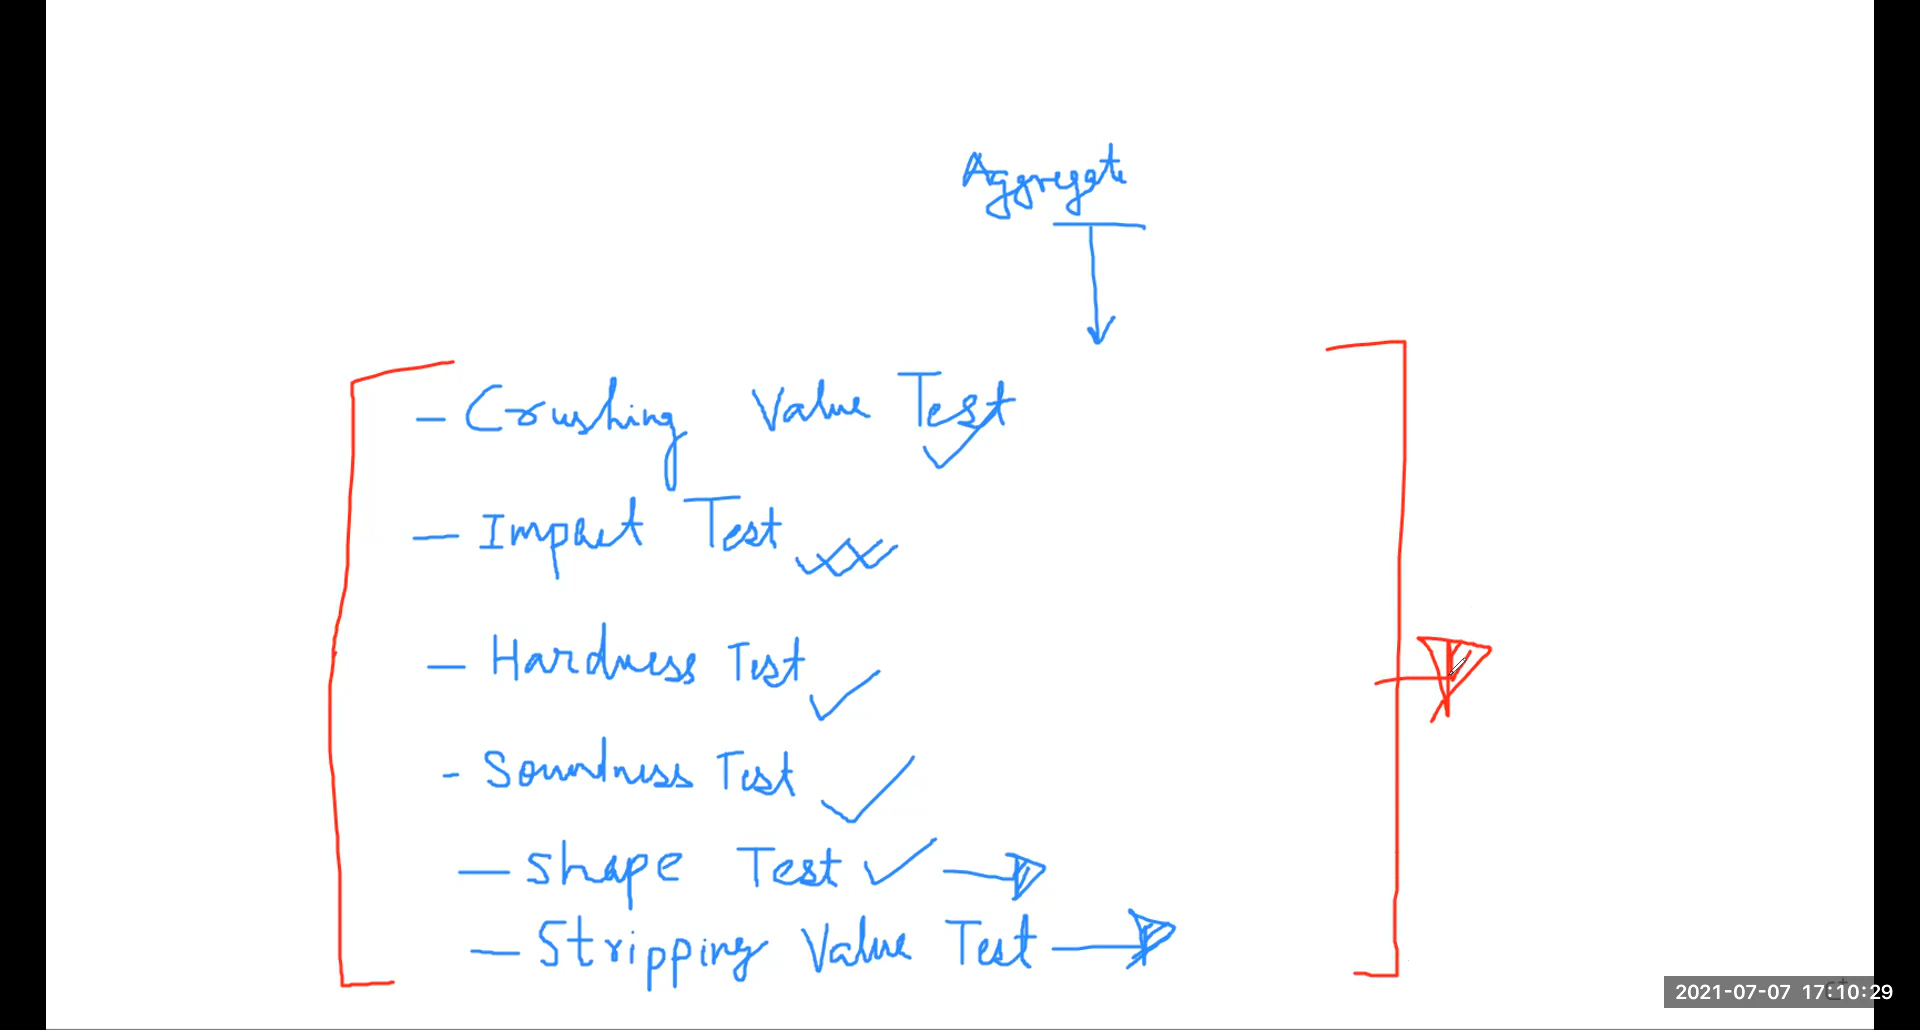 Aggregate
- Crushing Value Test
- Impact Test
- Hardness Test
- Soundness Test
- Shape Test
- Stripping Value Test
2021-07-07 17:10:29